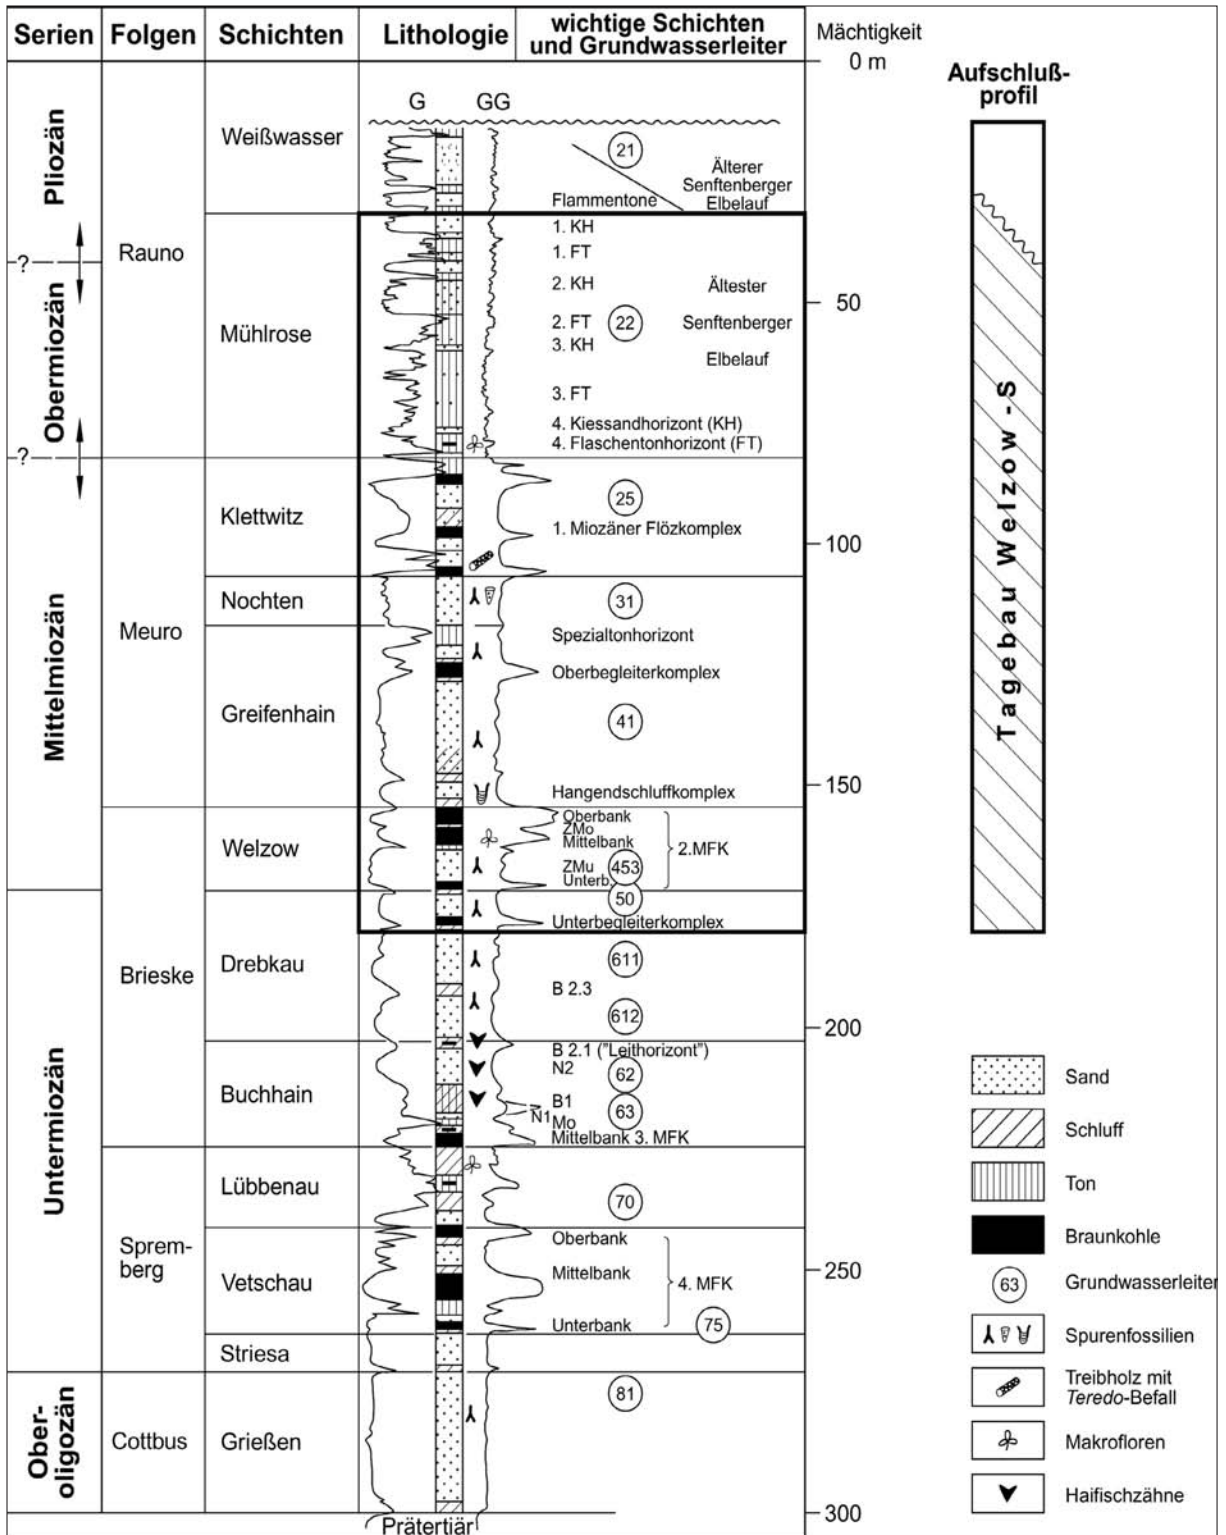 Serien Folgen Schichten Lithologie wichtige Schichten und Grundwasserleiter
Mächtigkeit
0 m
Aufschluß-
profil
G GG
Pliozän
Rauno
Weißwasser
21
Flammentone
Älterer
Senftenberger
Elbelauf
?
Obermiozän
Mühlrose
1. KH
1. FT
2. KH
2. FT
22
3. KH
3. FT
4. Kiessandhorizont (KH)
4. Flaschentonhorizont (FT)
Ältester
Senftenberger
Elbelauf
50
?
Mittelmiozän
Meuro
Klettwitz
25
1. Miozäner Flözkomplex
100
Nochten
31
Greifenhain
Spezialtonhorizont
Oberbegleiterkomplex
41
Hangendschluffkomplex
150
Brieske
Welzow
Oberbank
ZMo
Mittelbank
2.MFK
ZMu
453
Unterb.
Untermiozän
Drebkau
50
Unterbegleiterkomplex
611
B 2.3
612
200
Buchhain
B 2.1 ("Leithorizont")
N2
62
B1
63
N1
Mo
Mittelbank 3. MFK
Sprem-
berg
Lübbenau
70
Vetschau
Oberbank
Mittelbank
4. MFK
250
Unterbank
75
Striesa
Ober-
oligozän
Cottbus
Grießen
81
300
Prätertiär
Tagebau Welzow-S
Sand
Schluff
Ton
Braunkohle
63
Grundwasserleiter
Spurenfossilien
Treibholz mit
Teredo-Befall
Makrofloren
Haifischzähne